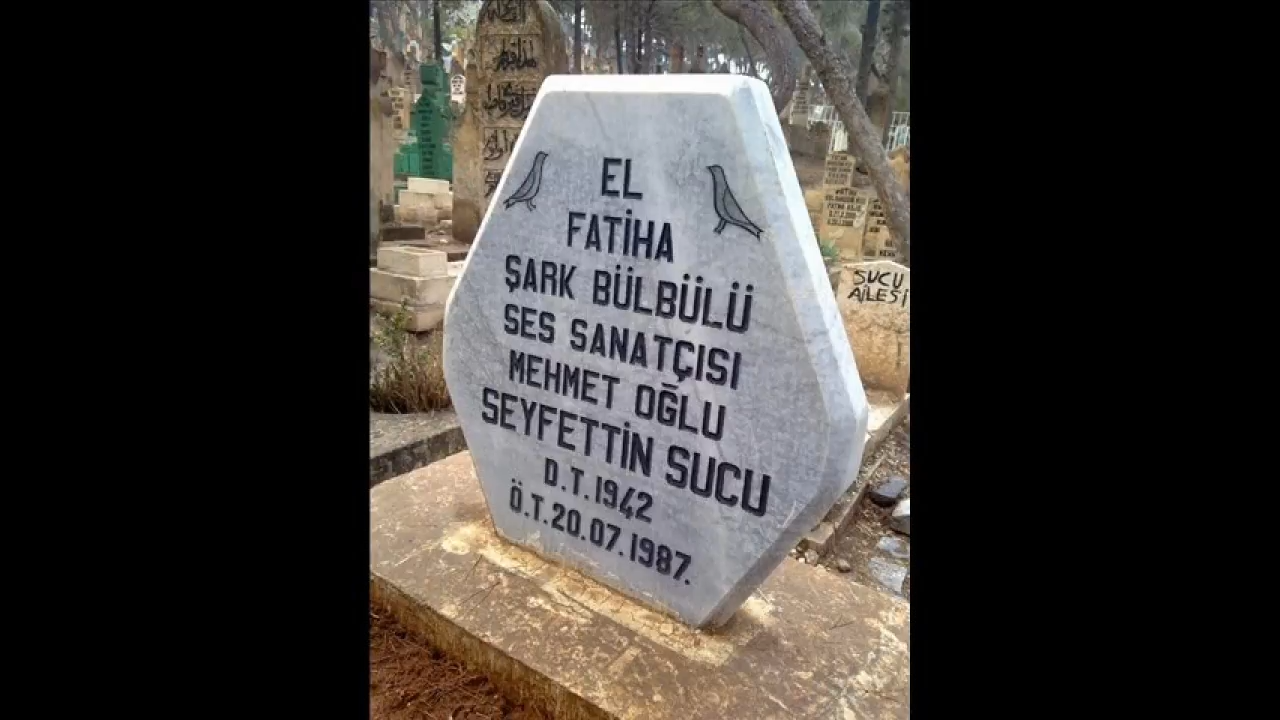 EL
FATİHA
ŞARK BÜLBÜLÜ
SES SANATÇISI
MEHMET OĞLU
SEYFETTİN SUCU
D.T.1942
Ö.T.20.07.1987.
SUCU
AİLESİ